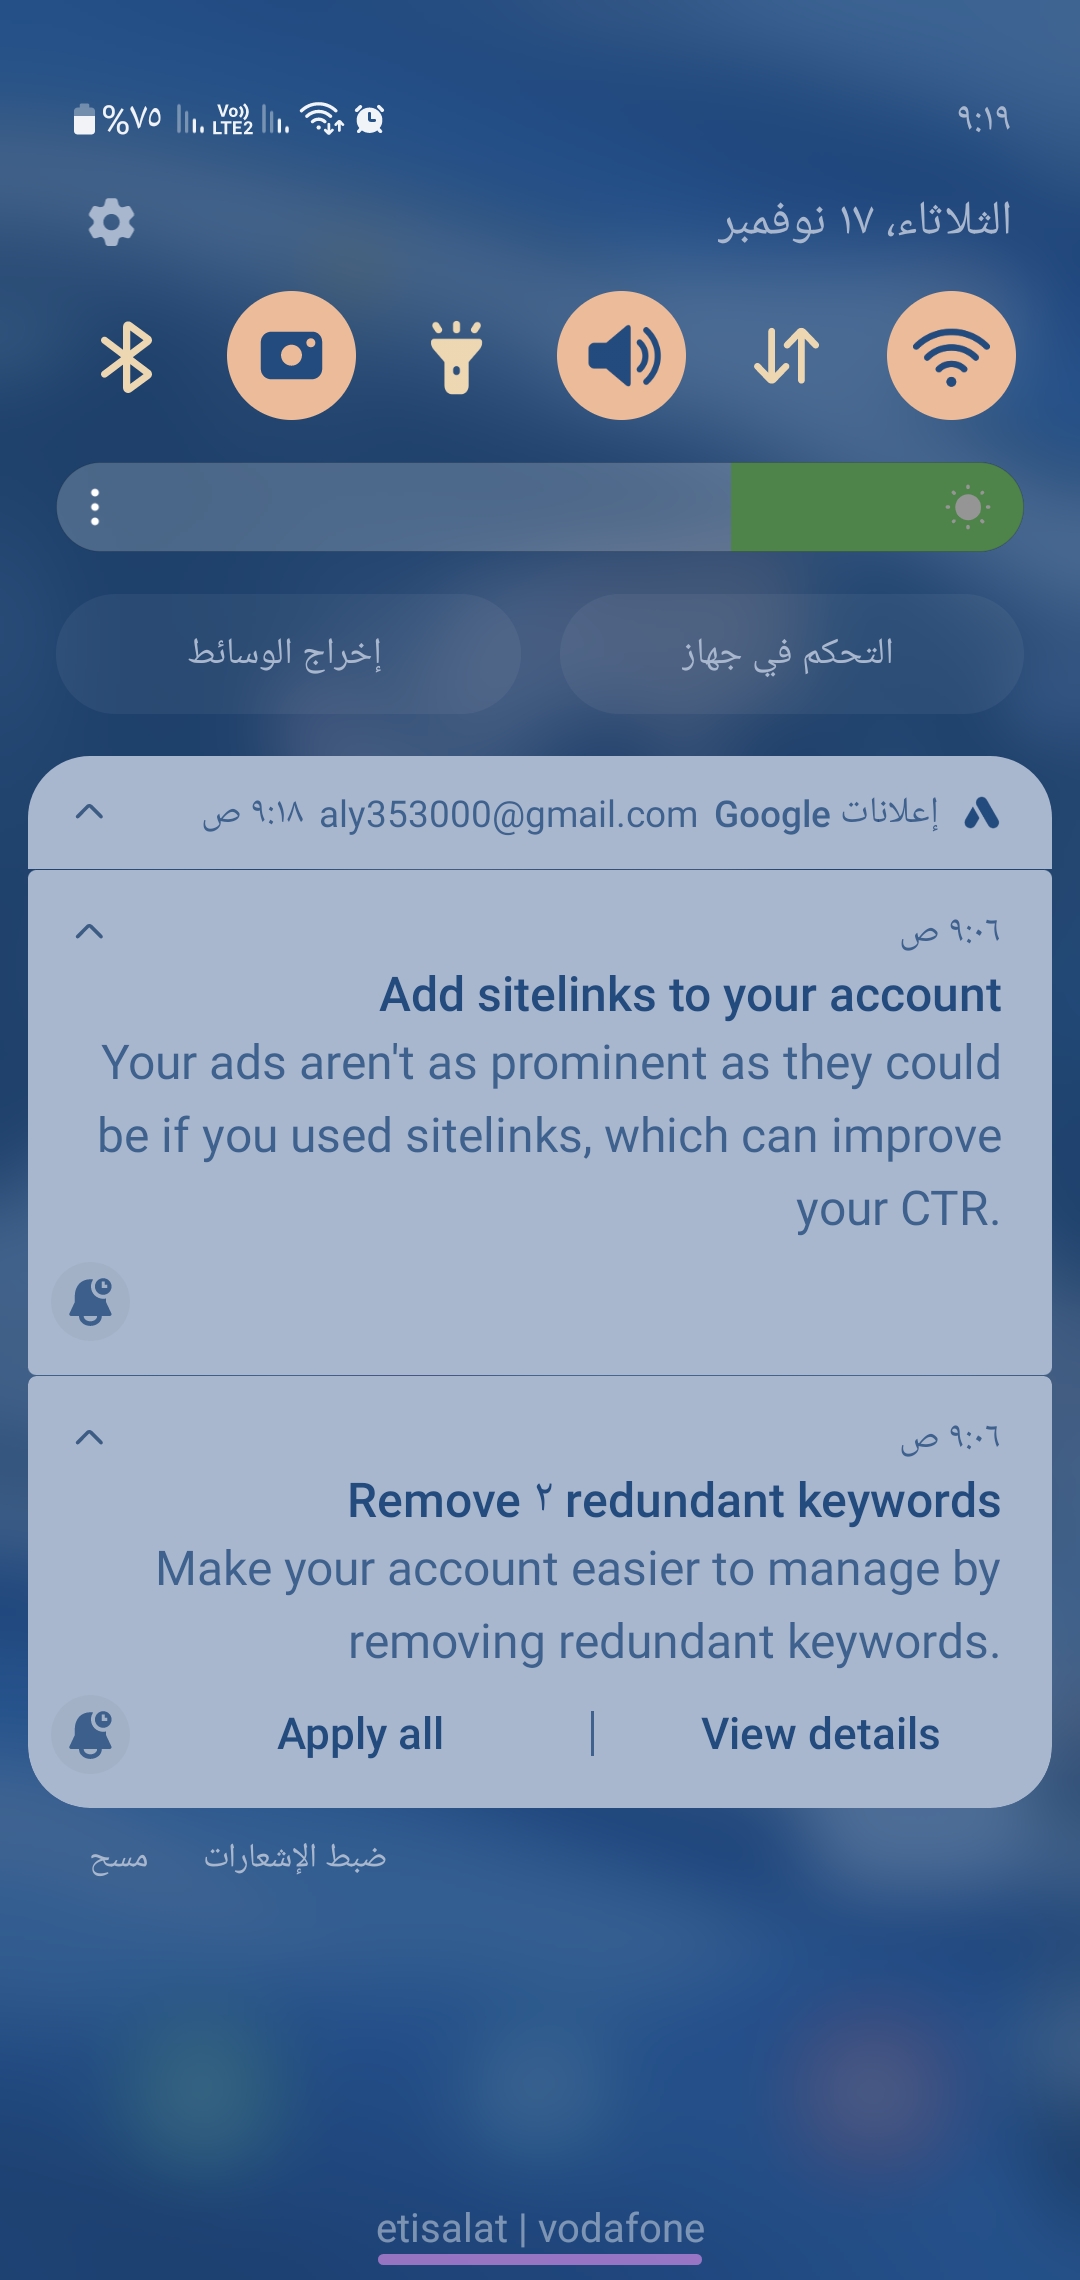 ٩:١٩
%٧٥ Vo)) LTE2
الثلاثاء، ١٧ نوفمبر
التحكم في جهاز
إخراج الوسائط
إعلانات Google aly353000@gmail.com ٩:١٨ ص
٩:٠٦ ص
Add sitelinks to your account
Your ads aren't as prominent as they could
be if you used sitelinks, which can improve
your CTR.
٩:٠٦ ص
Remove ٢ redundant keywords
Make your account easier to manage by
removing redundant keywords.
Apply all | View details
ضبط الإشعارات
مسح
etisalat | vodafone